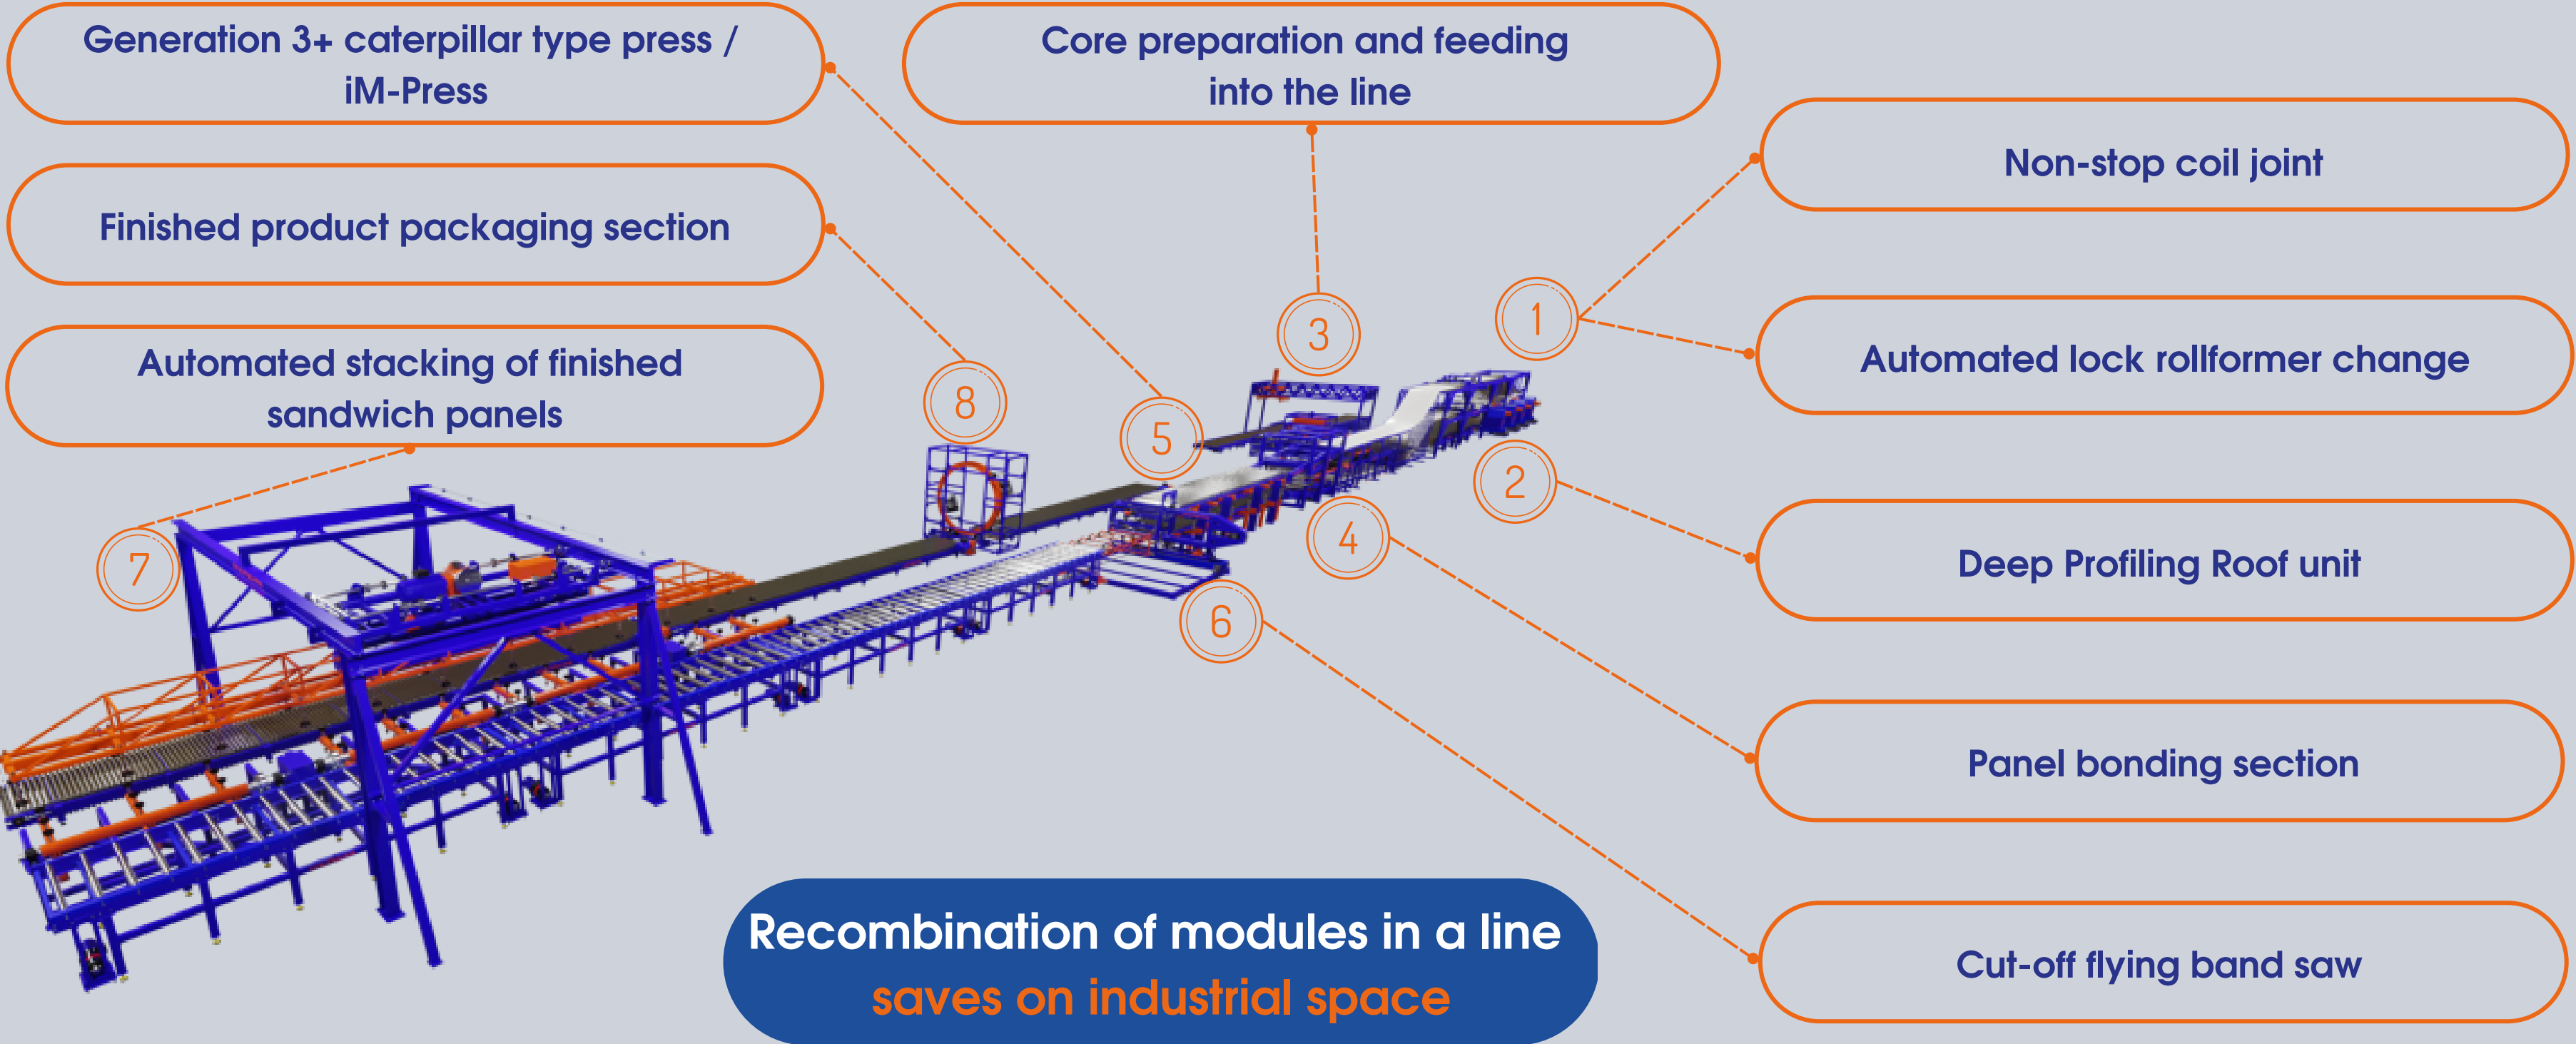 Generation 3+ caterpillar type press /
iM-Press
Core preparation and feeding
into the line
Non-stop coil joint
Finished product packaging section
Automated lock rollformer change
Automated stacking of finished
sandwich panels
Deep Profiling Roof unit
Panel bonding section
Cut-off flying band saw
1
2
3
4
5
6
7
8
Recombination of modules in a line
saves on industrial space